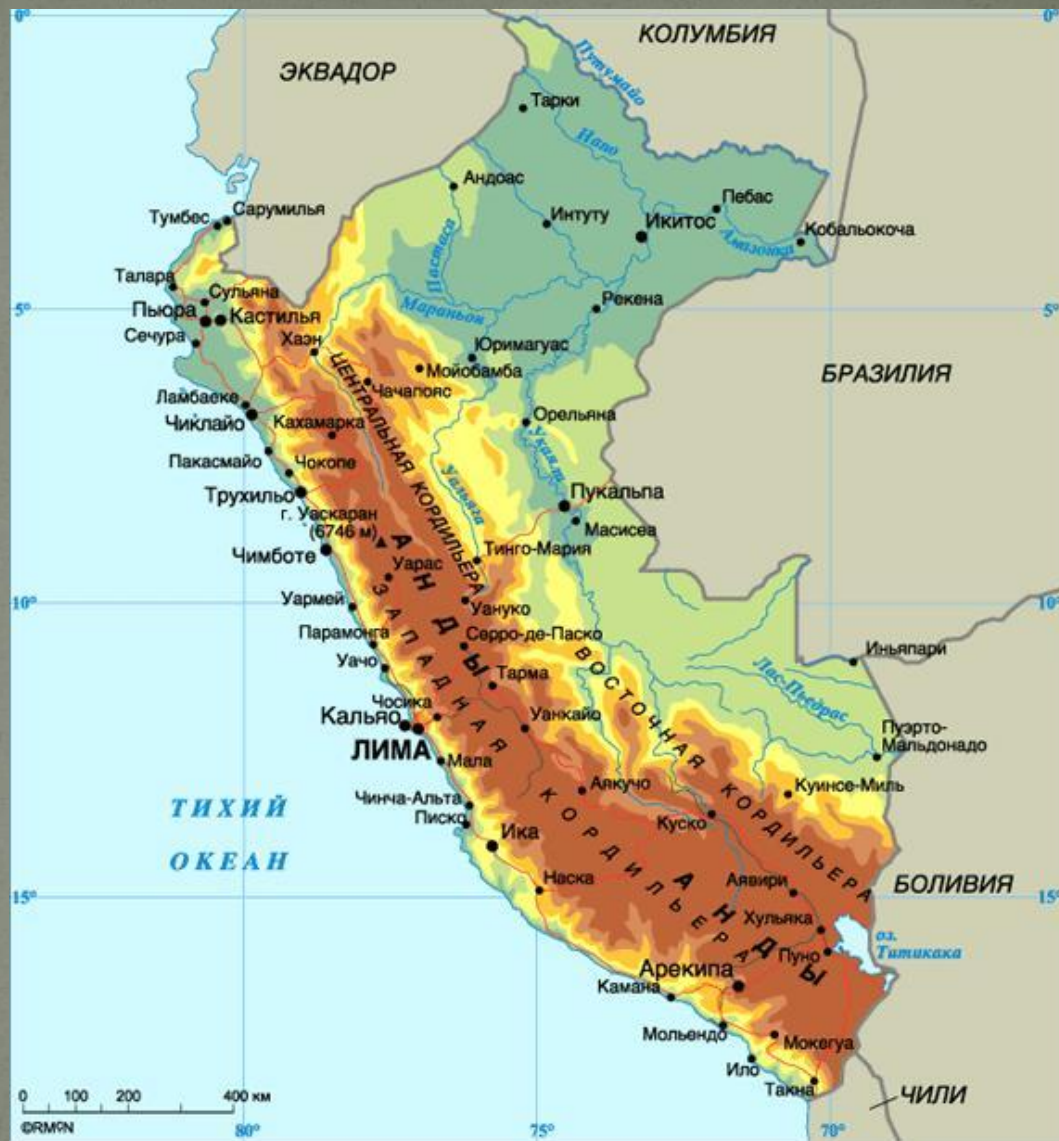 0°
0°
КОЛУМБИЯ
ЭКВАДОР
Путумайо
Тарки
Напо
Андоас
Пебас
Сарумилья
Тумбес
Интуту
Икитос
Амазонка
Кобальокоча
Пастаса
Талара
Сульяна
Рекена
5°
5°
Мараньон
Пьюра
Кастилья
Сечура
Хаэн
Юримагуас
Мойобамба
БРАЗИЛИЯ
Чачапояс
ЦЕНТРАЛЬНАЯ КОРДИЛЬЕРА
Ламбаеке
Чиклайо
Кахамарка
Орельяна
Укаяли
Пакасмайо
Чокопе
Уальяга
Трухильо
Пукальпа
г. Уаскаран
(6746 м)
Масисеа
Чимботе
Тинго-Мария
АНДЫ
Уарас
10°
10°
Уармей
Уануко
ЗАПАДНАЯ КОРДИЛЬЕРА
Парамонга
Серро-де-Паско
ВОСТОЧНАЯ КОРДИЛЬЕРА
Иньяпари
Уачо
Тарма
Лас-Пьедрас
Чосика
Кальяо
Уанкайо
Пуэрто-
Мальдонадо
ЛИМА
Мала
Аякучо
Куинсе-Миль
ТИХИЙ
ОКЕАН
Чинча-Альта
Писко
Куско
Ика
Наска
АНДЫ
Аявири
БОЛИВИЯ
15°
15°
Хульяка
оз.
Титикака
Пуно
Арекипа
Камана
Мольендо
Мокегуа
Ило
Такна
ЧИЛИ
0 100 200 400 км
©RMQN
80°
75°
70°